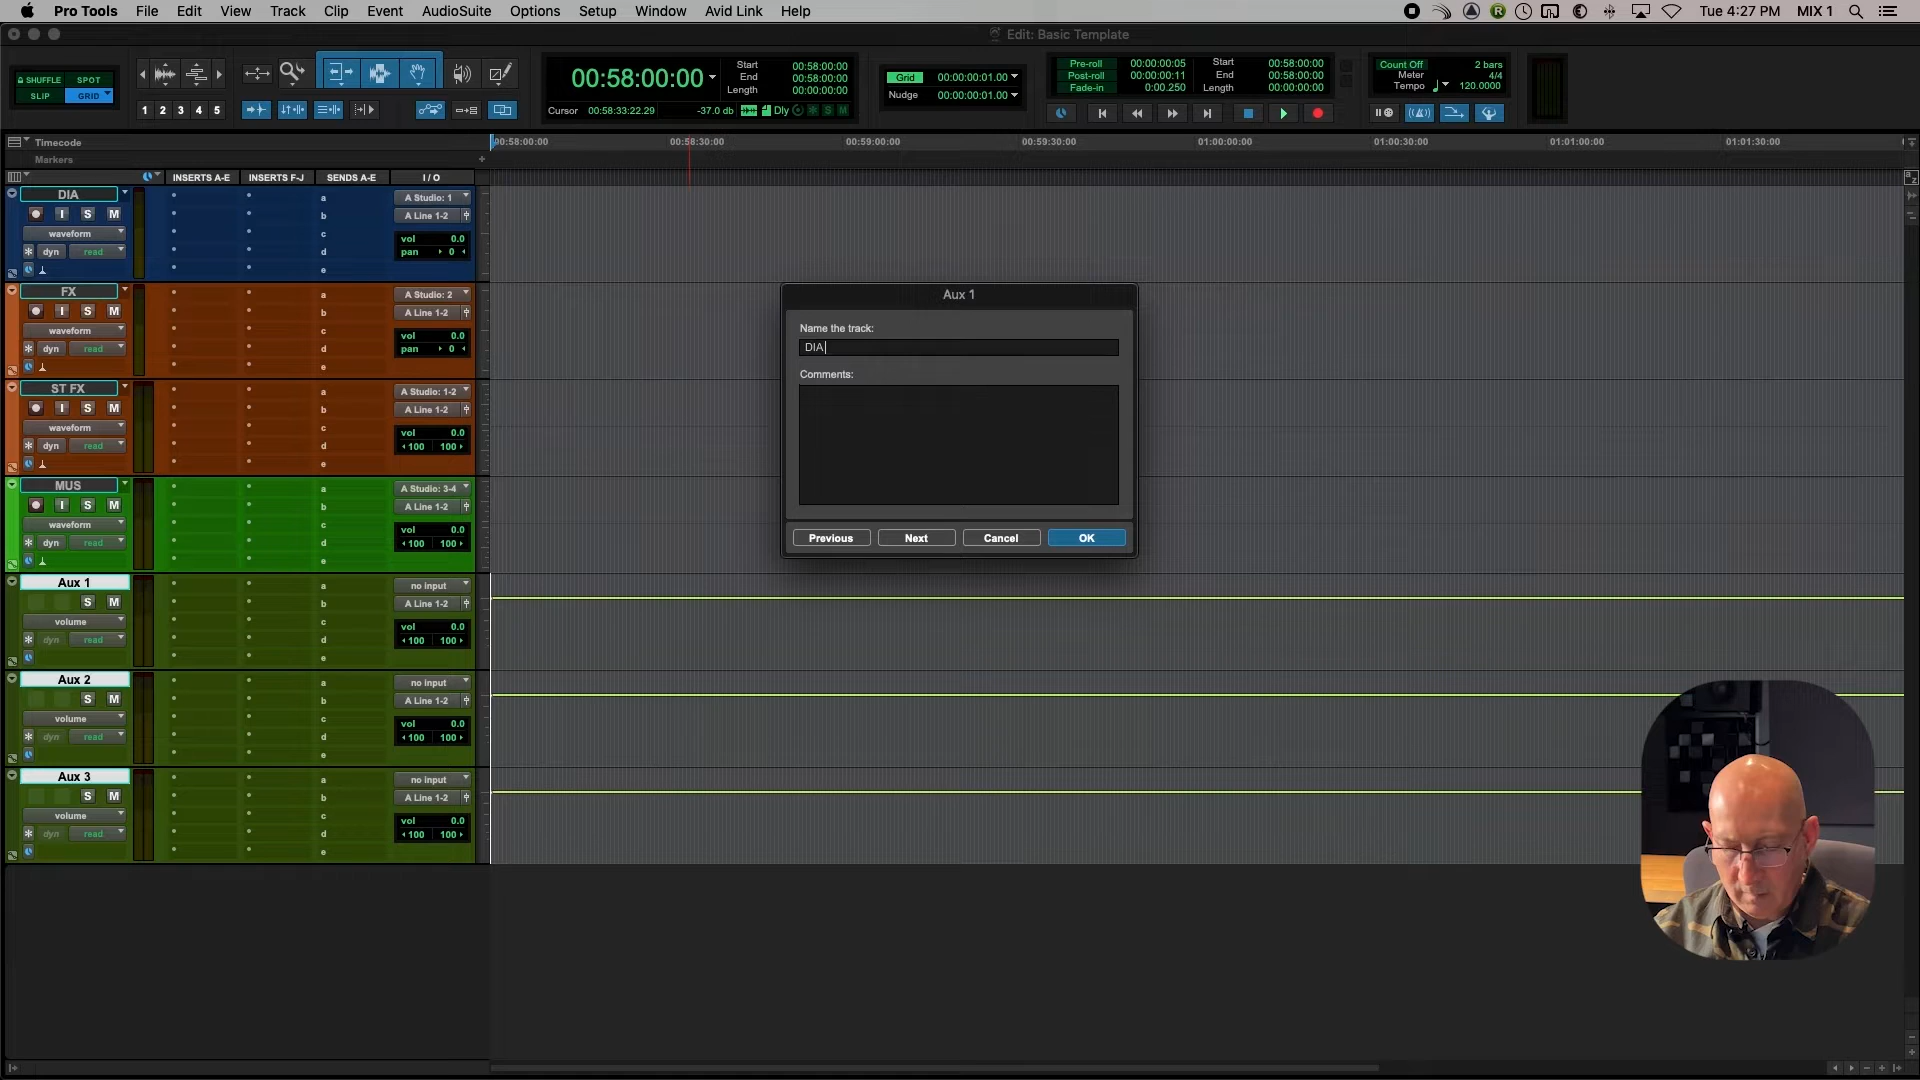 Pro Tools File Edit View Track Clip Event AudioSuite Options Setup Window Avid Link Help
R
Tue 4:27 PM MIX 1
Edit: Basic Template
SHUFFLE SPOT
SLIP GRID
1 2 3 4 5
00:58:00:00
Start 00:58:00:00
End 00:58:00:00
Length 00:00:00:00
Cursor 00:58:33:22.29 -37.0 db Dly S M
Grid 00:00:00:01.00
Nudge 00:00:00:01.00
Pre-roll 00:00:00:05
Post-roll 00:00:00:11
Fade-in 0:00.250
Start 00:58:00:00
End 00:58:00:00
Length 00:00:00:00
Count Off 2 bars
Meter 4/4
Tempo 120.0000
Timecode
00:58:00:00 00:58:30:00 00:59:00:00 00:59:30:00 01:00:00:00 01:00:30:00 01:01:00:00 01:01:30:00
Markers
INSERTS A-E INSERTS F-J SENDS A-E I / O
a z
DIA
I S M
waveform
dyn read
a b c d e
A Studio: 1
A Line 1-2
vol 0.0
pan 0
FX
I S M
waveform
dyn read
a b c d e
A Studio: 2
A Line 1-2
vol 0.0
pan 0
ST FX
I S M
waveform
dyn read
a b c d e
A Studio: 1-2
A Line 1-2
vol 0.0
100 100
MUS
I S M
waveform
dyn read
a b c d e
A Studio: 3-4
A Line 1-2
vol 0.0
100 100
Aux 1
S M
volume
dyn read
a b c d e
no input
A Line 1-2
vol 0.0
100 100
Aux 2
S M
volume
dyn read
a b c d e
no input
A Line 1-2
vol 0.0
100 100
Aux 3
S M
volume
dyn read
a b c d e
no input
A Line 1-2
vol 0.0
100 100
Aux 1
Name the track:
DIA
Comments:
Previous Next Cancel OK